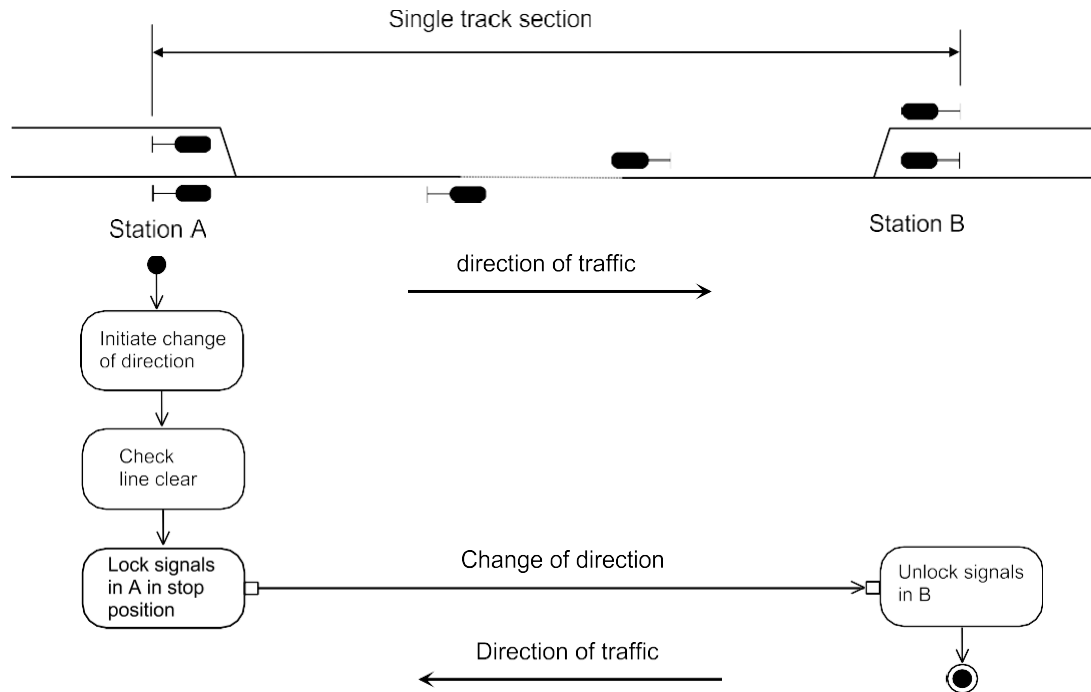 Single track section
Station A
Station B
direction of traffic
Initiate change
of direction
Check
line clear
Lock signals
in A in stop
position
Change of direction
Unlock signals
in B
Direction of traffic